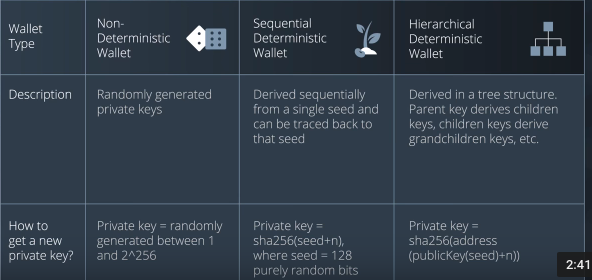 Wallet
Type
Non-
Deterministic
Wallet
Sequential
Deterministic
Wallet
Hierarchical
Deterministic
Wallet
Description
Randomly generated
private keys
Derived sequentially
from a single seed and
can be traced back to
that seed
Derived in a tree structure.
Parent key derives children
keys, children keys derive
grandchildren keys, etc.
How to
get a new
private key?
Private key = randomly
generated between 1
and 2^256
Private key =
sha256(seed+n),
where seed = 128
purely random bits
Private key =
sha256(address
(publicKey(seed)+n))
2:41